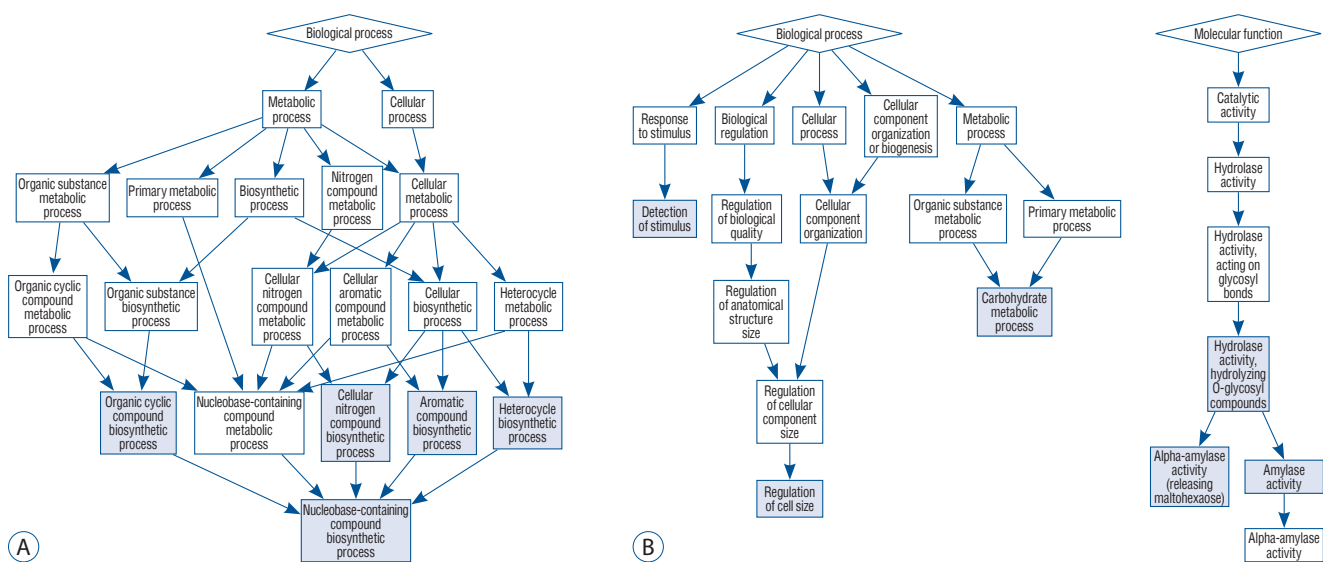 Biological process
Metabolic
process
Cellular
process
Organic substance
metabolic
process
Primary metabolic
process
Biosynthetic
process
Nitrogen
compound
metabolic
process
Cellular
metabolic
process
Organic cyclic
compound
metabolic
process
Organic substance
biosynthetic
process
Cellular
nitrogen
compound
metabolic
process
Cellular
aromatic
compound
metabolic
process
Cellular
biosynthetic
process
Heterocycle
metabolic
process
Organic cyclic
compound
biosynthetic
process
Nucleobase-containing
compound
metabolic
process
Cellular
nitrogen
compound
biosynthetic
process
Aromatic
compound
biosynthetic
process
Heterocycle
biosynthetic
process
Nucleobase-containing
compound
biosynthetic
process
A
Biological process
Response
to stimulus
Biological
regulation
Cellular
process
Cellular
component
organization
or biogenesis
Metabolic
process
Detection
of stimulus
Regulation
of biological
quality
Cellular
component
organization
Organic substance
metabolic
process
Primary metabolic
process
Regulation
of anatomical
structure
size
Carbohydrate
metabolic
process
Regulation
of cellular
component
size
Regulation
of cell size
B
Molecular function
Catalytic
activity
Hydrolase
activity
Hydrolase
activity,
acting on
glycosyl
bonds
Hydrolase
activity,
hydrolyzing
O-glycosyl
compounds
Alpha-amylase
activity
(releasing
maltohexaose)
Amylase
activity
Alpha-amylase
activity